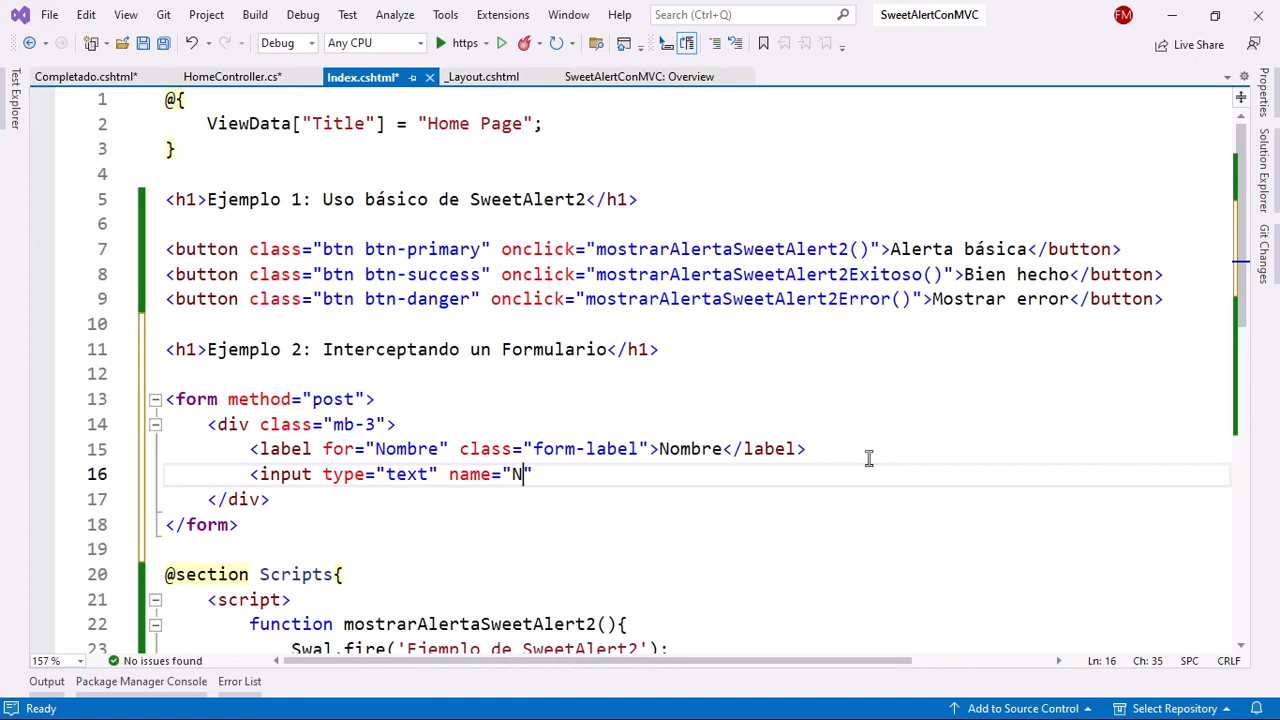 File Edit View Git Project Build Debug Test Analyze Tools Extensions Window Help Search (Ctrl+Q) SweetAlertConMVC FM
Debug Any CPU https Live Share
Completado.cshtml* HomeController.cs* Index.cshtml* _Layout.cshtml SweetAlertConMVC: Overview
Test Explorer
Properties
Solution Explorer
Git Changes
1 @{
2 ViewData["Title"] = "Home Page";
3 }
4
5 <h1>Ejemplo 1: Uso básico de SweetAlert2</h1>
6
7 <button class="btn btn-primary" onclick="mostrarAlertaSweetAlert2()">Alerta básica</button>
8 <button class="btn btn-success" onclick="mostrarAlertaSweetAlert2Exitoso()">Bien hecho</button>
9 <button class="btn btn-danger" onclick="mostrarAlertaSweetAlert2Error()">Mostrar error</button>
10
11 <h1>Ejemplo 2: Interceptando un Formulario</h1>
12
13 <form method="post">
14 <div class="mb-3">
15 <label for="Nombre" class="form-label">Nombre</label>
16 <input type="text" name="N"
17 </div>
18 </form>
19
20 @section Scripts{
21 <script>
22 function mostrarAlertaSweetAlert2(){
23 Swal.fire('Ejemplo de SweetAlert2');
157 % No issues found Ln: 16 Ch: 35 SPC CRLF
Output Package Manager Console Error List
Ready Add to Source Control Select Repository